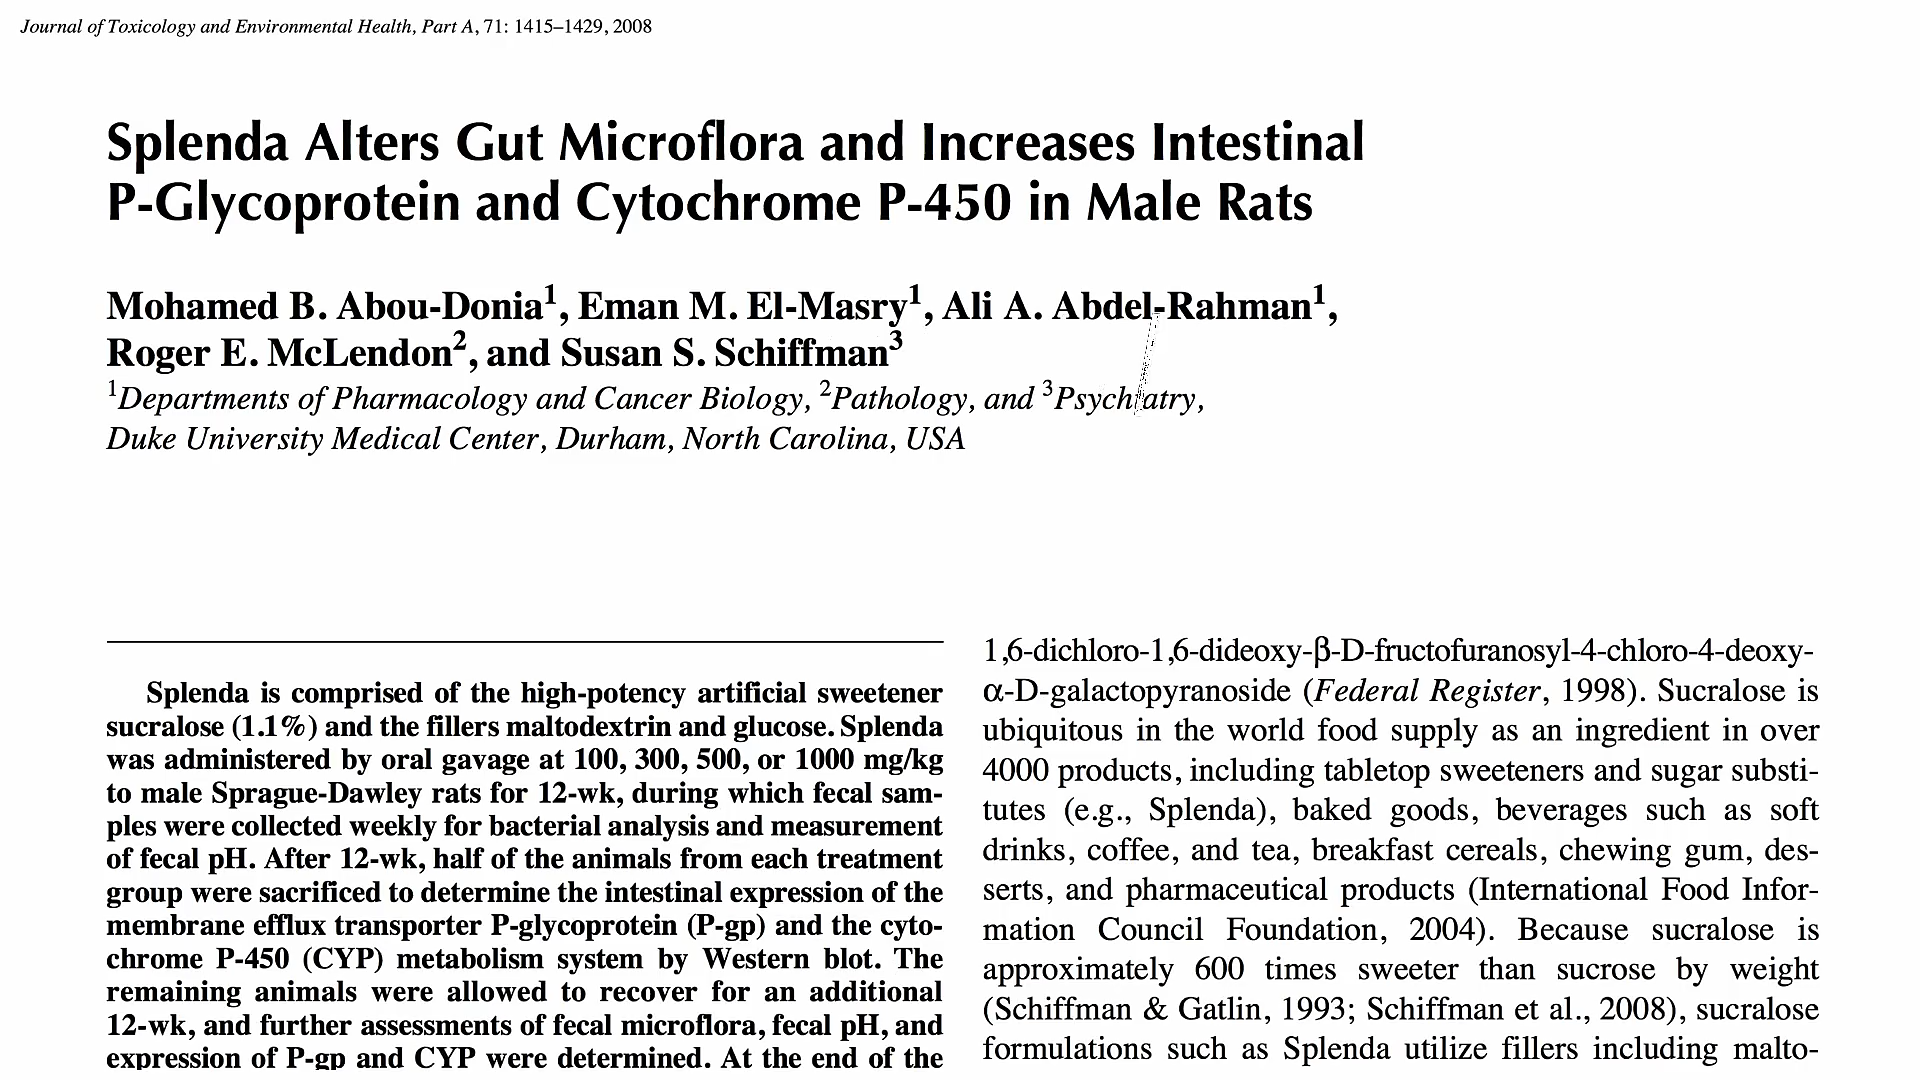 Journal of Toxicology and Environmental Health, Part A, 71: 1415–1429, 2008
Splenda Alters Gut Microflora and Increases Intestinal
P-Glycoprotein and Cytochrome P-450 in Male Rats
Mohamed B. Abou-Donia¹, Eman M. El-Masry¹, Ali A. Abdel-Rahman¹,
Roger E. McLendon², and Susan S. Schiffman³
¹Departments of Pharmacology and Cancer Biology, ²Pathology, and ³Psychiatry,
Duke University Medical Center, Durham, North Carolina, USA
Splenda is comprised of the high-potency artificial sweetener
sucralose (1.1%) and the fillers maltodextrin and glucose. Splenda
was administered by oral gavage at 100, 300, 500, or 1000 mg/kg
to male Sprague-Dawley rats for 12-wk, during which fecal sam-
ples were collected weekly for bacterial analysis and measurement
of fecal pH. After 12-wk, half of the animals from each treatment
group were sacrificed to determine the intestinal expression of the
membrane efflux transporter P-glycoprotein (P-gp) and the cyto-
chrome P-450 (CYP) metabolism system by Western blot. The
remaining animals were allowed to recover for an additional
12-wk, and further assessments of fecal microflora, fecal pH, and
expression of P-gp and CYP were determined. At the end of the
1,6-dichloro-1,6-dideoxy-β-D-fructofuranosyl-4-chloro-4-deoxy-
α-D-galactopyranoside (Federal Register, 1998). Sucralose is
ubiquitous in the world food supply as an ingredient in over
4000 products, including tabletop sweeteners and sugar substi-
tutes (e.g., Splenda), baked goods, beverages such as soft
drinks, coffee, and tea, breakfast cereals, chewing gum, des-
serts, and pharmaceutical products (International Food Infor-
mation Council Foundation, 2004). Because sucralose is
approximately 600 times sweeter than sucrose by weight
(Schiffman & Gatlin, 1993; Schiffman et al., 2008), sucralose
formulations such as Splenda utilize fillers including malto-